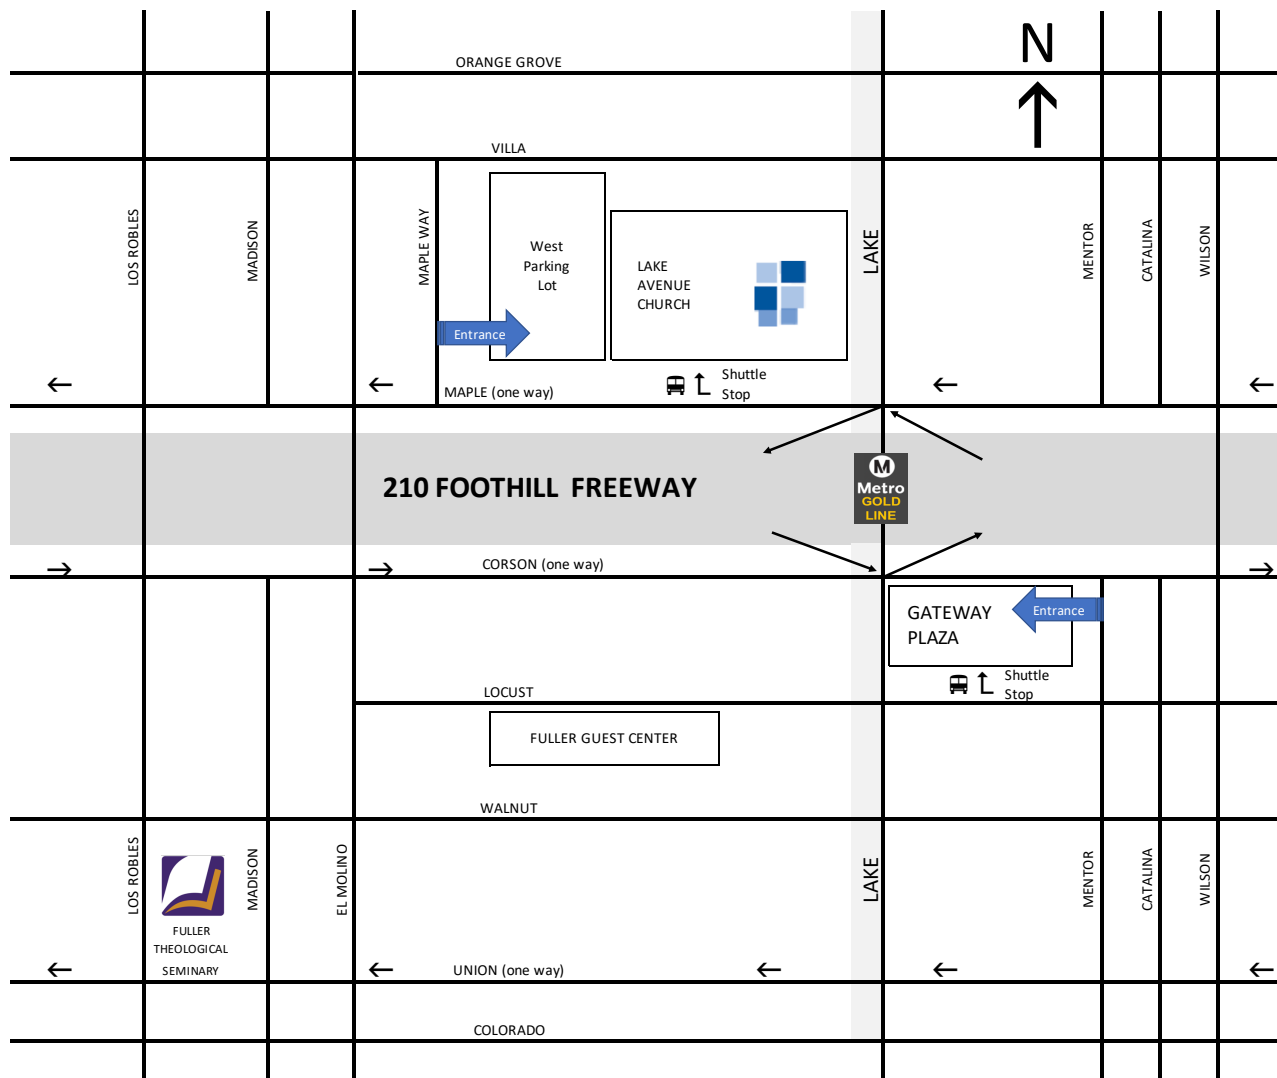 N
ORANGE GROVE
VILLA
LOS ROBLES
MADISON
MAPLE WAY
West
Parking
Lot
LAKE
AVENUE
CHURCH
LAKE
MENTOR
CATALINA
WILSON
Entrance
Shuttle
Stop
MAPLE (one way)
210 FOOTHILL FREEWAY
M
Metro
GOLD
LINE
CORSON (one way)
GATEWAY
PLAZA
Entrance
Shuttle
Stop
LOCUST
FULLER GUEST CENTER
WALNUT
LOS ROBLES
MADISON
EL MOLINO
LAKE
MENTOR
CATALINA
WILSON
FULLER
THEOLOGICAL
SEMINARY
UNION (one way)
COLORADO